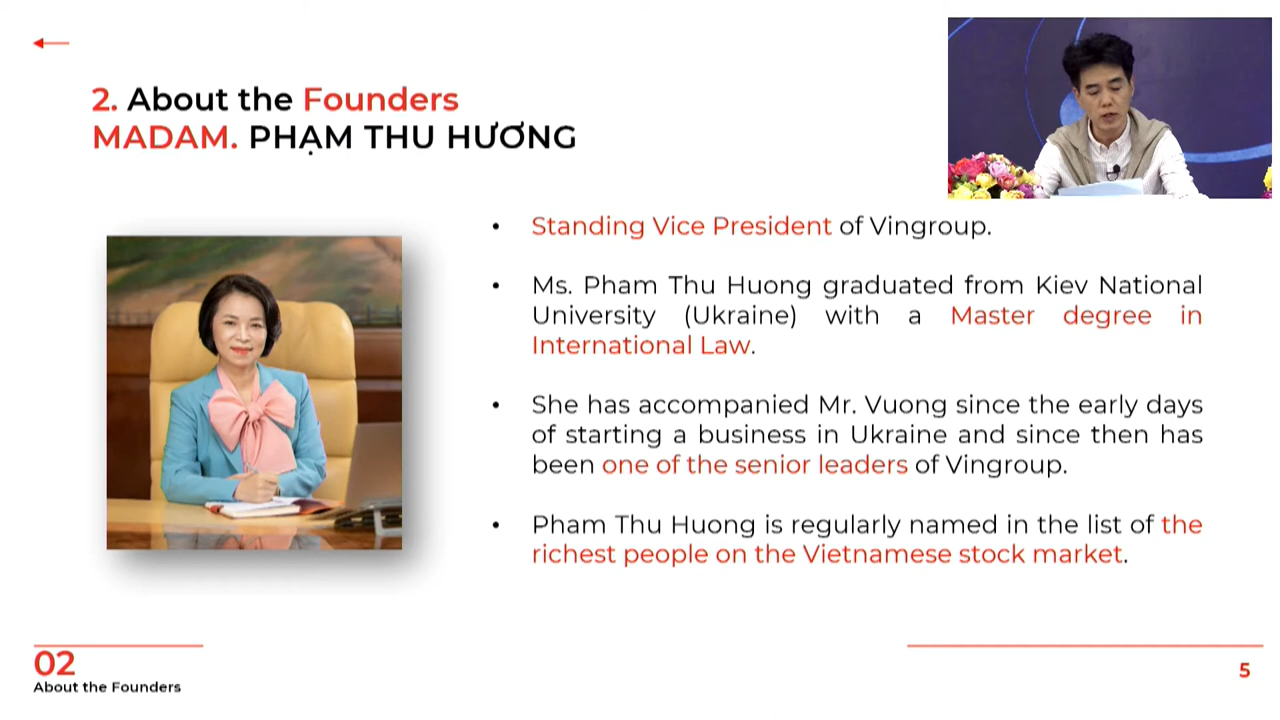 2. About the Founders
MADAM. PHẠM THU HƯƠNG
• Standing Vice President of Vingroup.
• Ms. Pham Thu Huong graduated from Kiev National
University (Ukraine) with a Master degree in
International Law.
• She has accompanied Mr. Vuong since the early days
of starting a business in Ukraine and since then has
been one of the senior leaders of Vingroup.
• Pham Thu Huong is regularly named in the list of the
richest people on the Vietnamese stock market.
02
About the Founders
5